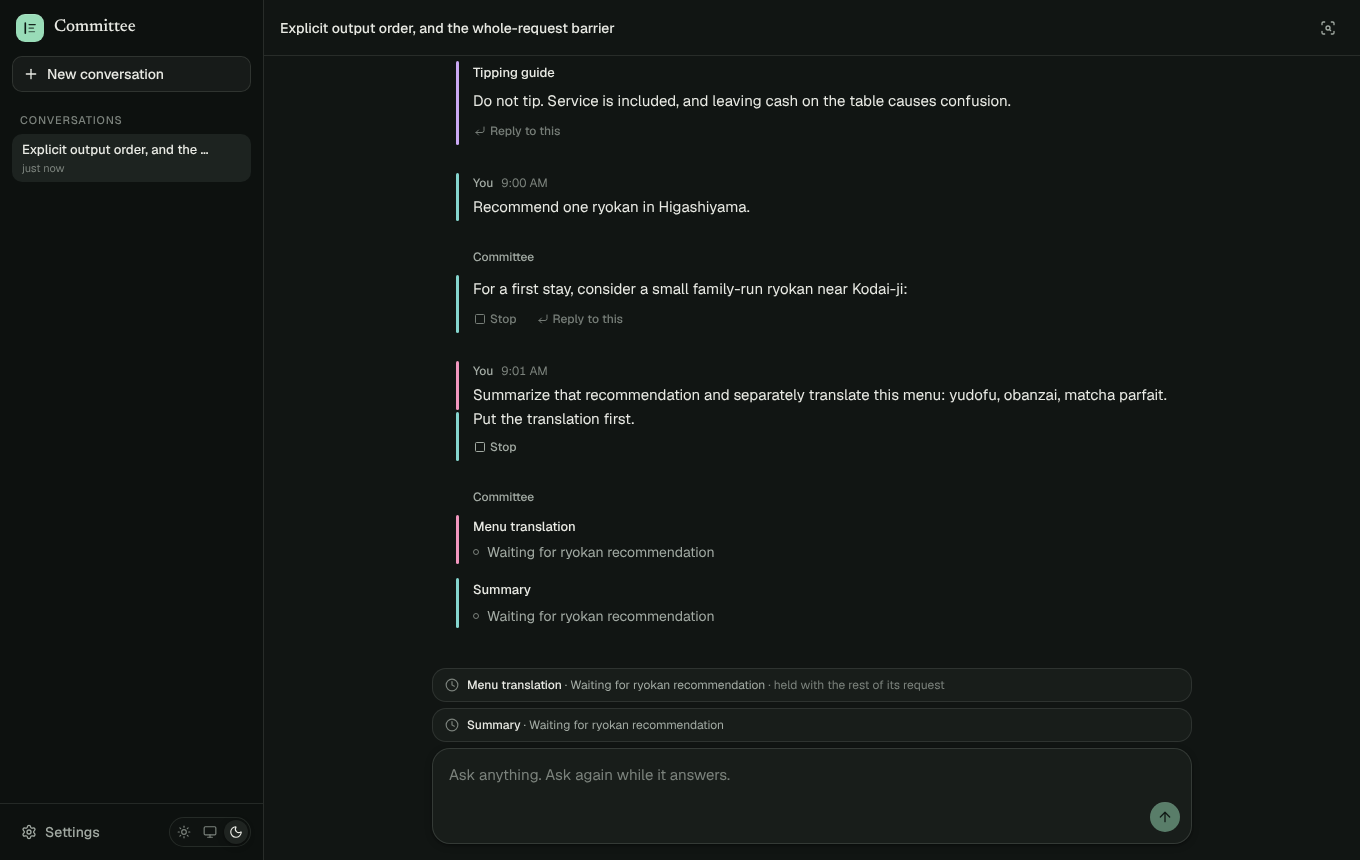 Committee
New conversation
CONVERSATIONS
Explicit output order, and the ...
just now
Settings
Explicit output order, and the whole-request barrier
Tipping guide
Do not tip. Service is included, and leaving cash on the table causes confusion.
Reply to this
You 9:00 AM
Recommend one ryokan in Higashiyama.
Committee
For a first stay, consider a small family-run ryokan near Kodai-ji:
Stop Reply to this
You 9:01 AM
Summarize that recommendation and separately translate this menu: yudofu, obanzai, matcha parfait.
Put the translation first.
Stop
Committee
Menu translation
Waiting for ryokan recommendation
Summary
Waiting for ryokan recommendation
Menu translation · Waiting for ryokan recommendation · held with the rest of its request
Summary · Waiting for ryokan recommendation
Ask anything. Ask again while it answers.